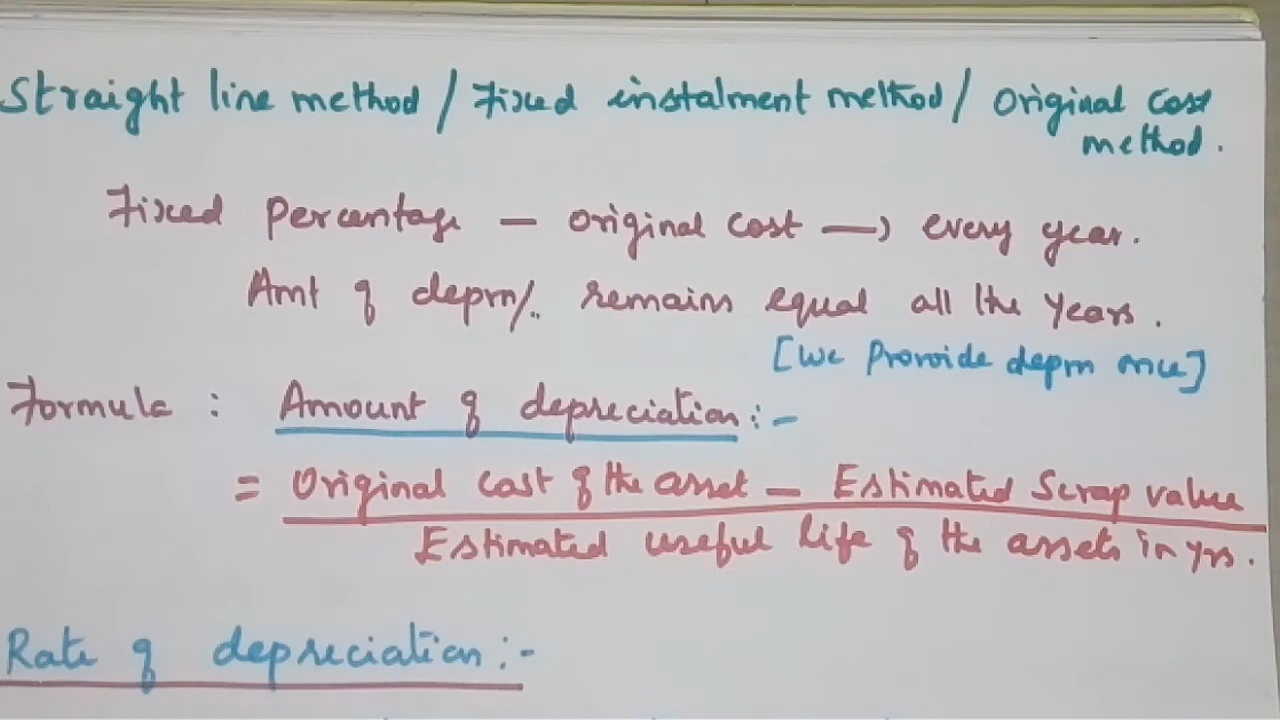 Straight line method / Fixed instalment method / Original Cost
method.
Fixed Percentage — original cost → every year.
Amt of deprn/. remains equal all the years.
[We Provide deprn once]
Formula : Amount of depreciation :-
= Original cost of the asset — Estimated Scrap value
Estimated useful life of the assets in yrs.
Rate of depreciation :-